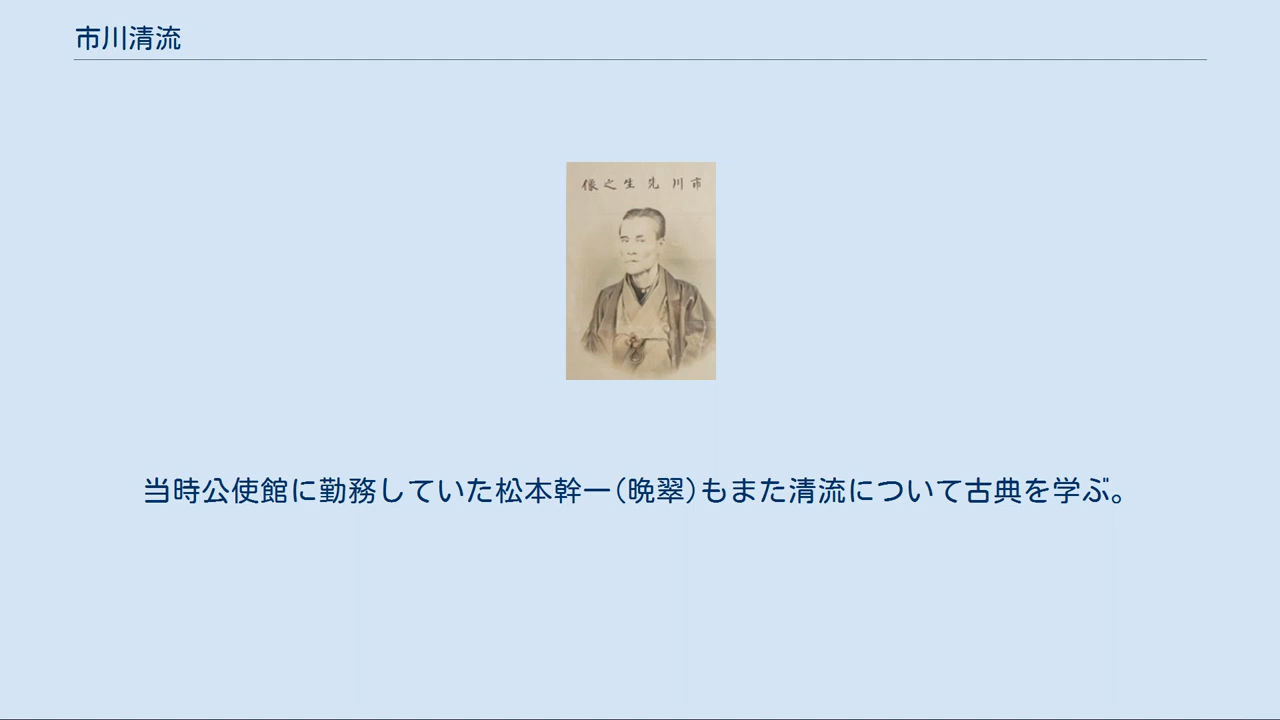 市川清流
市川先生之像
当時公使館に勤務していた松本幹一(晩翠)もまた清流について古典を学ぶ。